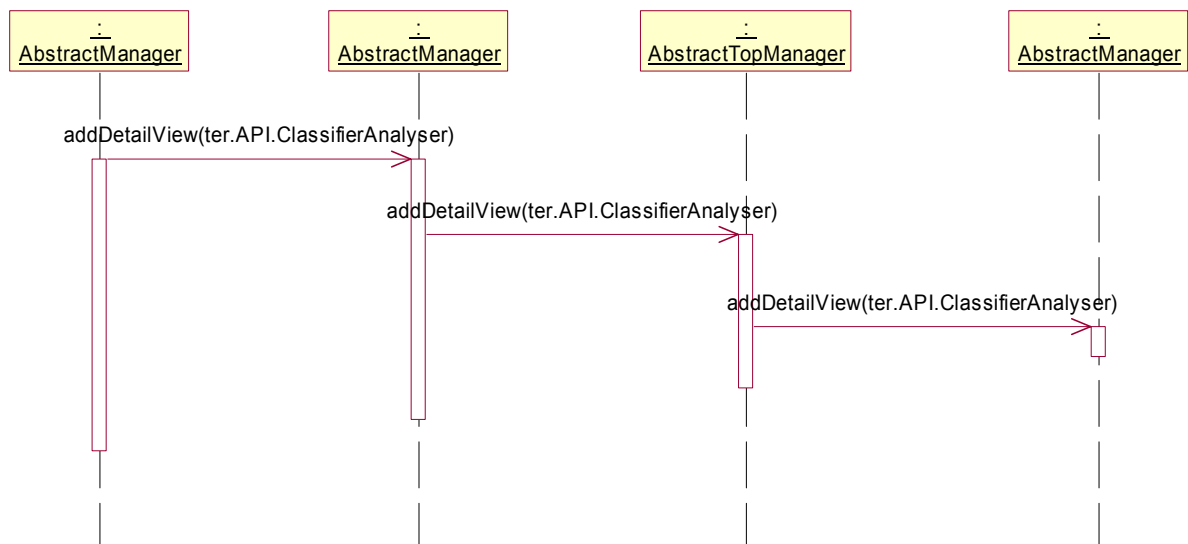 :
AbstractManager
:
AbstractManager
:
AbstractTopManager
:
AbstractManager
addDetailView(ter.API.ClassifierAnalyser)
addDetailView(ter.API.ClassifierAnalyser)
addDetailView(ter.API.ClassifierAnalyser)